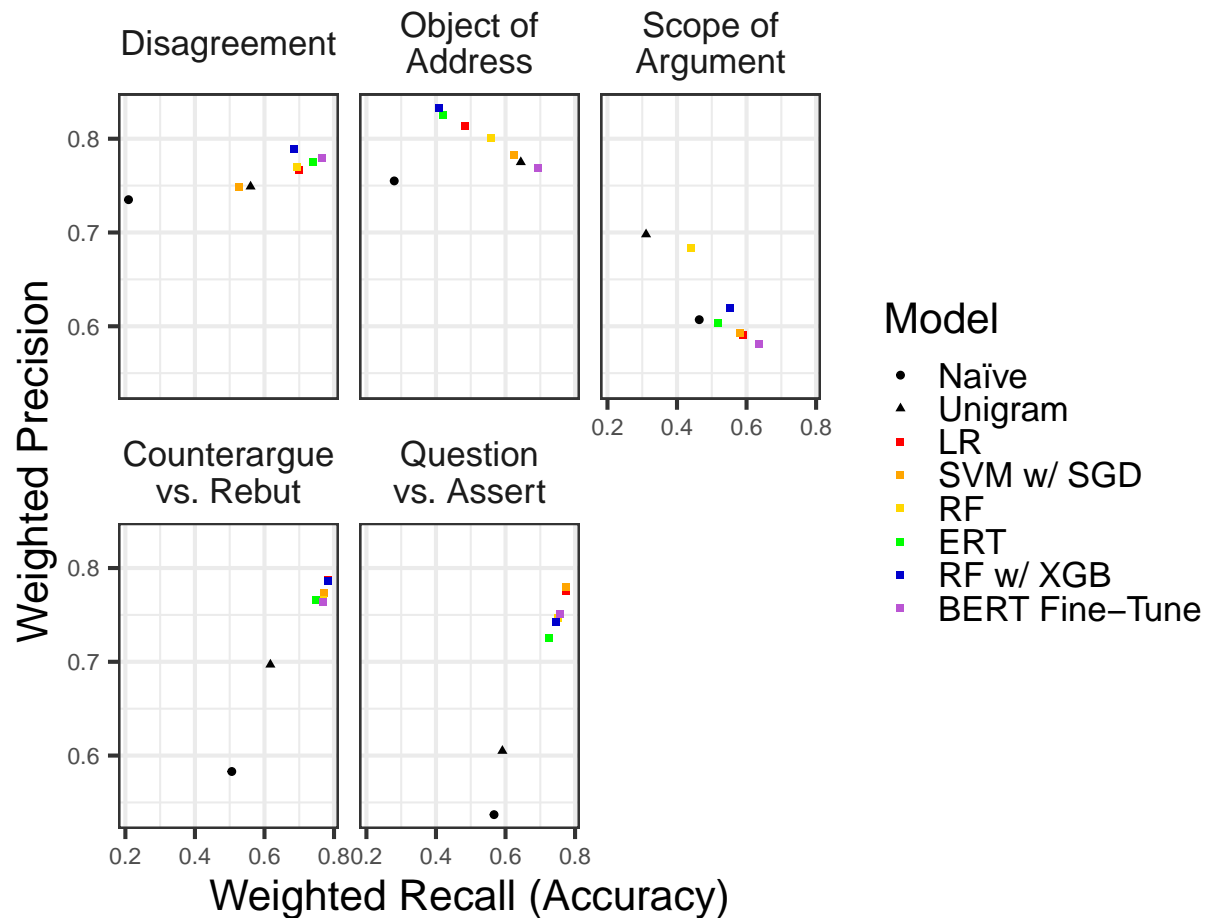 Disagreement
Object of
Address
Scope of
Argument
0.8
0.7
0.6
0.2 0.4 0.6 0.8
Counterargue
vs. Rebut
Question
vs. Assert
0.8
0.7
0.6
0.2 0.4 0.6 0.8
0.2 0.4 0.6 0.8
Weighted Precision
Weighted Recall (Accuracy)
Model
Naïve
Unigram
LR
SVM w/ SGD
RF
ERT
RF w/ XGB
BERT Fine−Tune